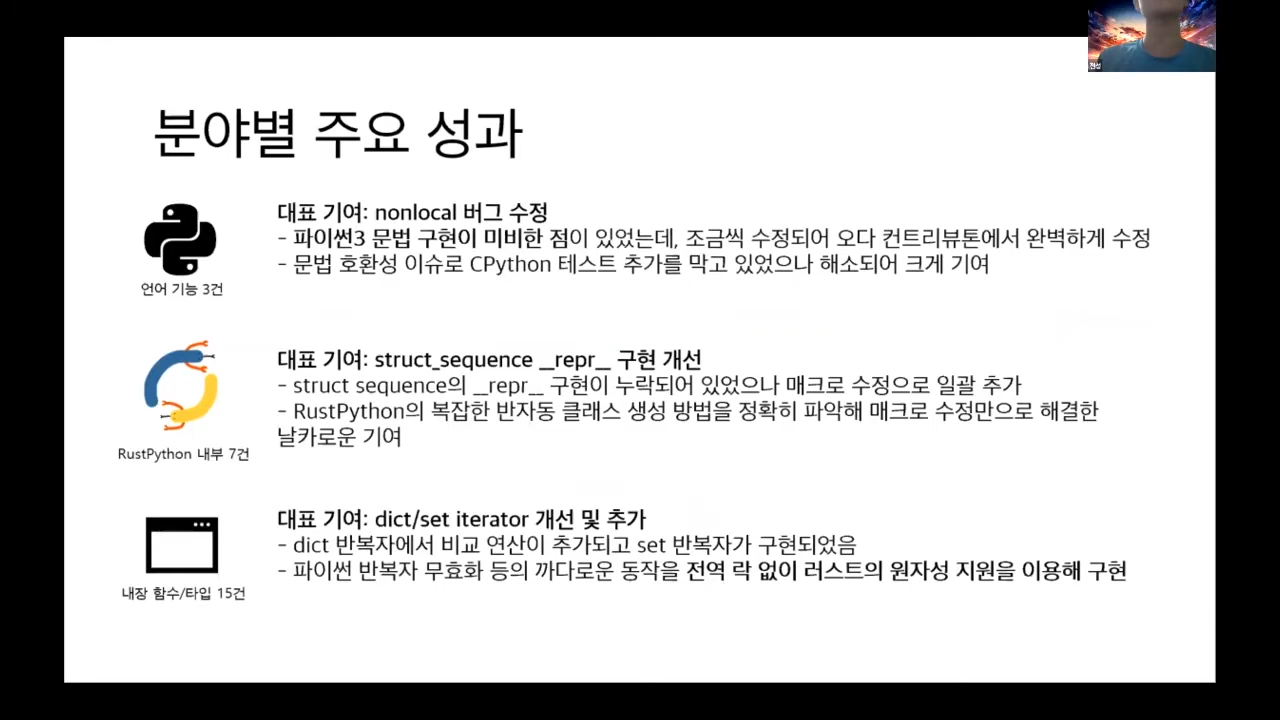 분야별 주요 성과
대표 기여: nonlocal 버그 수정
- 파이썬3 문법 구현이 미비한 점이 있었는데, 조금씩 수정되어 오다 컨트리뷰톤에서 완벽하게 수정
- 문법 호환성 이슈로 CPython 테스트 추가를 막고 있었으나 해소되어 크게 기여
언어 기능 3건
대표 기여: struct_sequence __repr__ 구현 개선
- struct sequence의 __repr__ 구현이 누락되어 있었으나 매크로 수정으로 일괄 추가
- RustPython의 복잡한 반자동 클래스 생성 방법을 정확히 파악해 매크로 수정만으로 해결한
날카로운 기여
RustPython 내부 7건
대표 기여: dict/set iterator 개선 및 추가
- dict 반복자에서 비교 연산이 추가되고 set 반복자가 구현되었음
- 파이썬 반복자 무효화 등의 까다로운 동작을 전역 락 없이 러스트의 원자성 지원을 이용해 구현
내장 함수/타입 15건